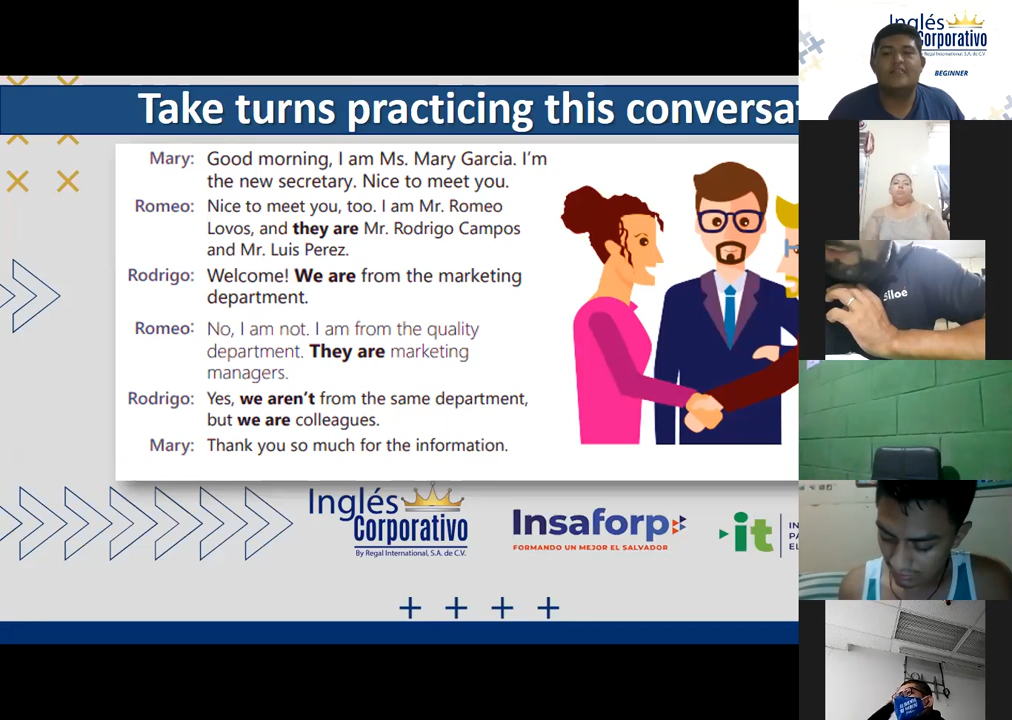 Take turns practicing this conversa
Mary: Good morning, I am Ms. Mary Garcia. I'm
the new secretary. Nice to meet you.
Romeo: Nice to meet you, too. I am Mr. Romeo
Lovos, and they are Mr. Rodrigo Campos
and Mr. Luis Perez.
Rodrigo: Welcome! We are from the marketing
department.
Romeo: No, I am not. I am from the quality
department. They are marketing
managers.
Rodrigo: Yes, we aren't from the same department,
but we are colleagues.
Mary: Thank you so much for the information.
Inglés
Corporativo
By Regal International, S.A. de C.V.
Insaforp
FORMANDO UN MEJOR EL SALVADOR
it
IN
PA
EL
Inglés
Corporativo
Regal International, S.A. de C.V.
BEGINNER